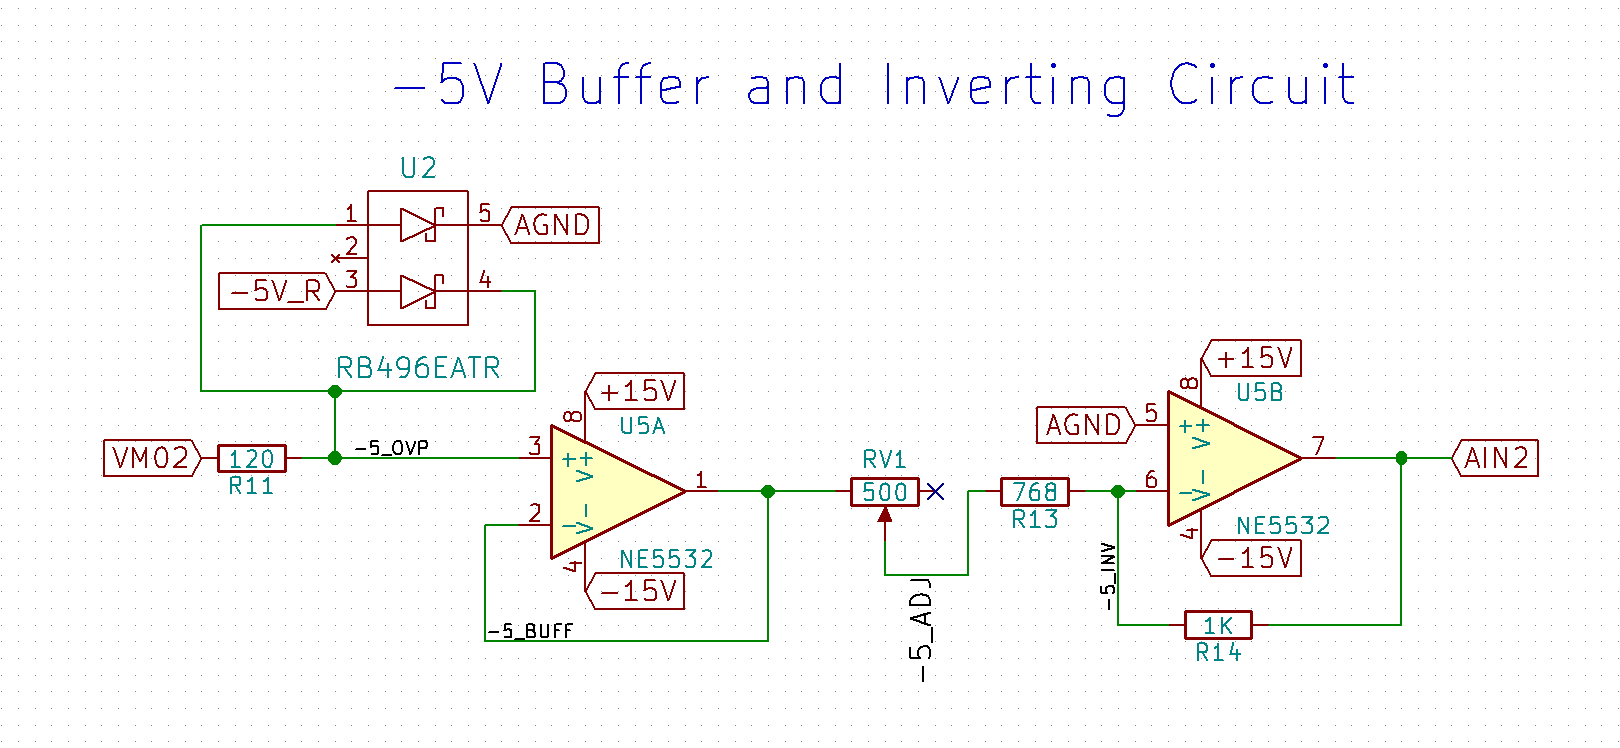 -5V Buffer and Inverting Circuit
U2
1
5
AGND
2
-5V_R
3
4
RB496EATR
VMO2
120
R11
-5_OVP
+15V
8
U5A
3
+
V+
1
2
-
V-
NE5532
4
-15V
-5_BUFF
RV1
500
-5_ADJ
768
R13
+15V
8
U5B
AGND
5
+
V+
7
AIN2
6
-
V-
NE5532
4
-15V
-5_INV
1K
R14